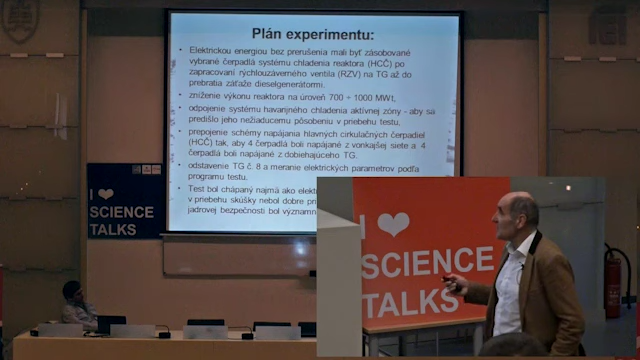 Plán experimentu:
Elektrickou energiou bez prerušenia mali byť zásobované
vybrané čerpadlá systému chladenia reaktora (HCČ) po
zapracovaní rýchlouzáverného ventila (RZV) na TG až do
prebratia záťaže dieselgenerátormi.
zníženie výkonu reaktora na úroveň 700 ÷ 1000 MWt,
odpojenie systému havarijného chladenia aktívnej zóny - aby sa
predišlo jeho nežiaducemu pôsobeniu v priebehu testu,
prepojenie schémy napájania hlavných cirkulačných čerpadiel
(HCČ) tak, aby 4 čerpadlá boli napájané z vonkajšej siete a 4
čerpadlá boli napájané z dobiehajúceho TG.
odstavenie TG č. 8 a meranie elektrických parametrov podľa
programu testu.
Test bol chápaný najmä ako elekt
v priebehu skúšky nebol dobre pri
jadrovej bezpečnosti bol význam
I
SCIENCE
TALKS
I
SCIENCE
TALKS